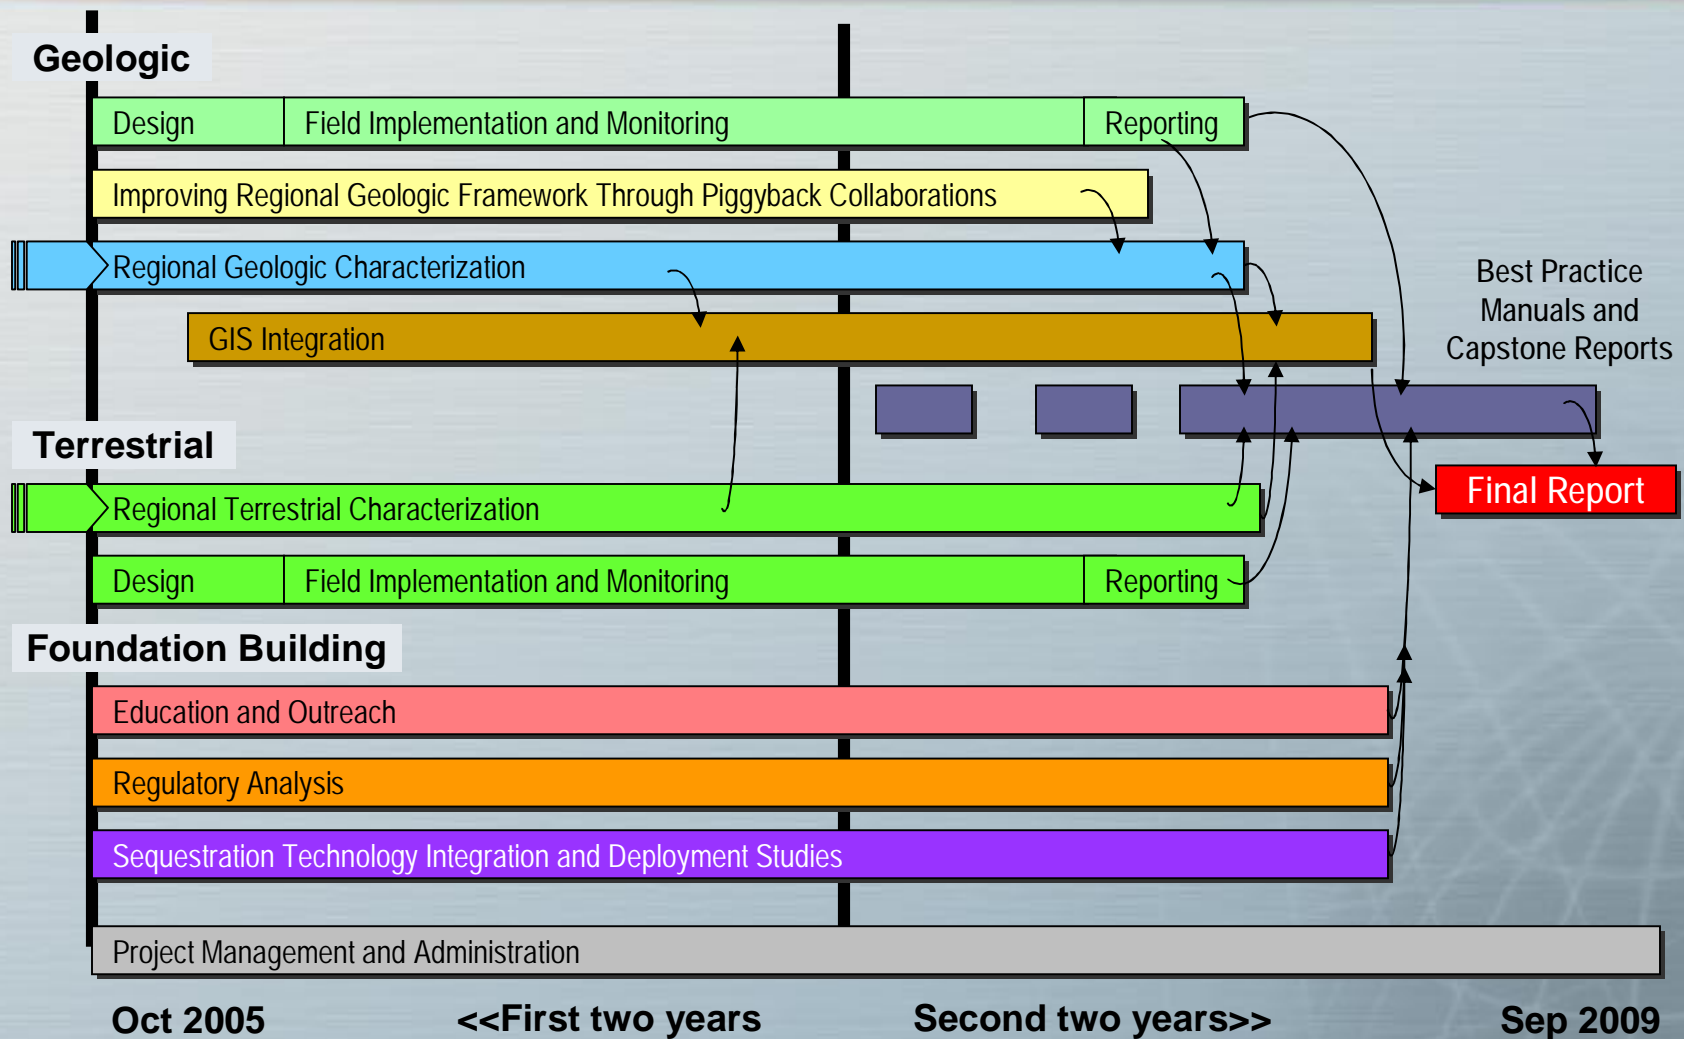 Geologic
Design
Field Implementation and Monitoring
Reporting
Improving Regional Geologic Framework Through Piggyback Collaborations
Regional Geologic Characterization
GIS Integration
Best Practice
Manuals and
Capstone Reports
Terrestrial
Final Report
Regional Terrestrial Characterization
Design
Field Implementation and Monitoring
Reporting
Foundation Building
Education and Outreach
Regulatory Analysis
Sequestration Technology Integration and Deployment Studies
Project Management and Administration
Oct 2005
<<First two years
Second two years>>
Sep 2009